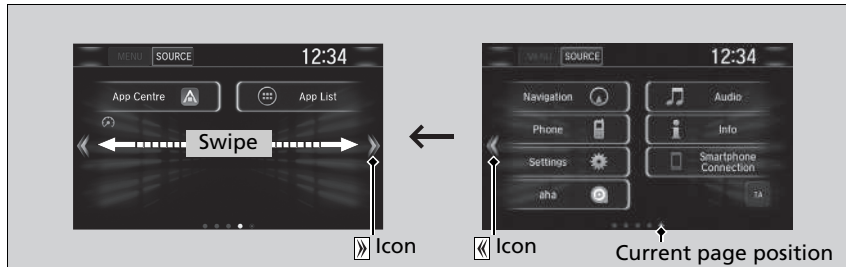 MENU SOURCE 12:34
App Centre App List
Swipe
Icon
MENU SOURCE 12:34
Navigation Audio
Phone Info
Settings Smartphone
Connection
aha TA
Icon
Current page position